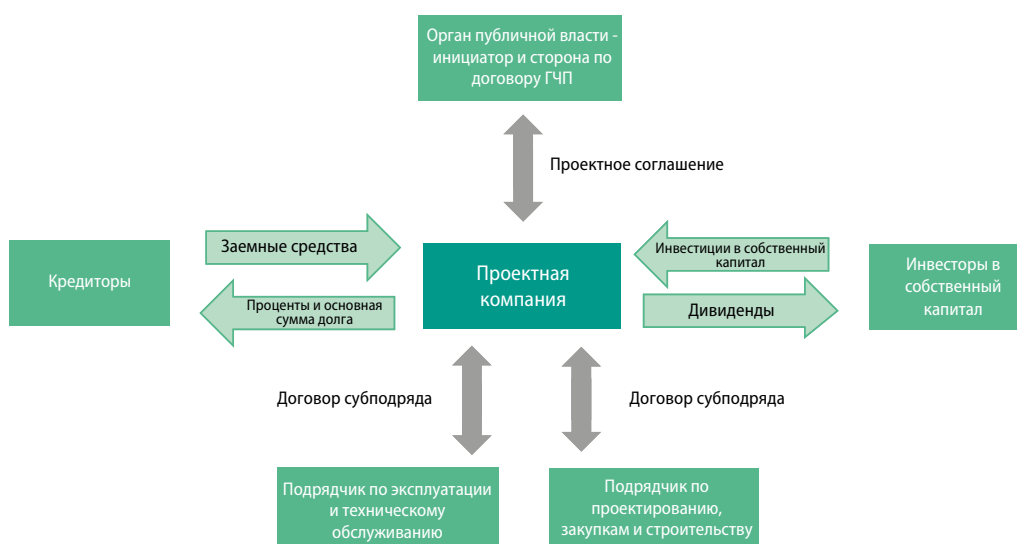 Орган публичной власти -
инициатор и сторона по
договору ГЧП
Проектное соглашение
Заемные средства
Кредиторы
Проценты и основная
сумма долга
Проектная
компания
Инвестиции в собственный
капитал
Дивиденды
Инвесторы в
собственный
капитал
Договор субподряда
Договор субподряда
Подрядчик по эксплуатации
и техническому
обслуживанию
Подрядчик по
проектированию,
закупкам и строительству